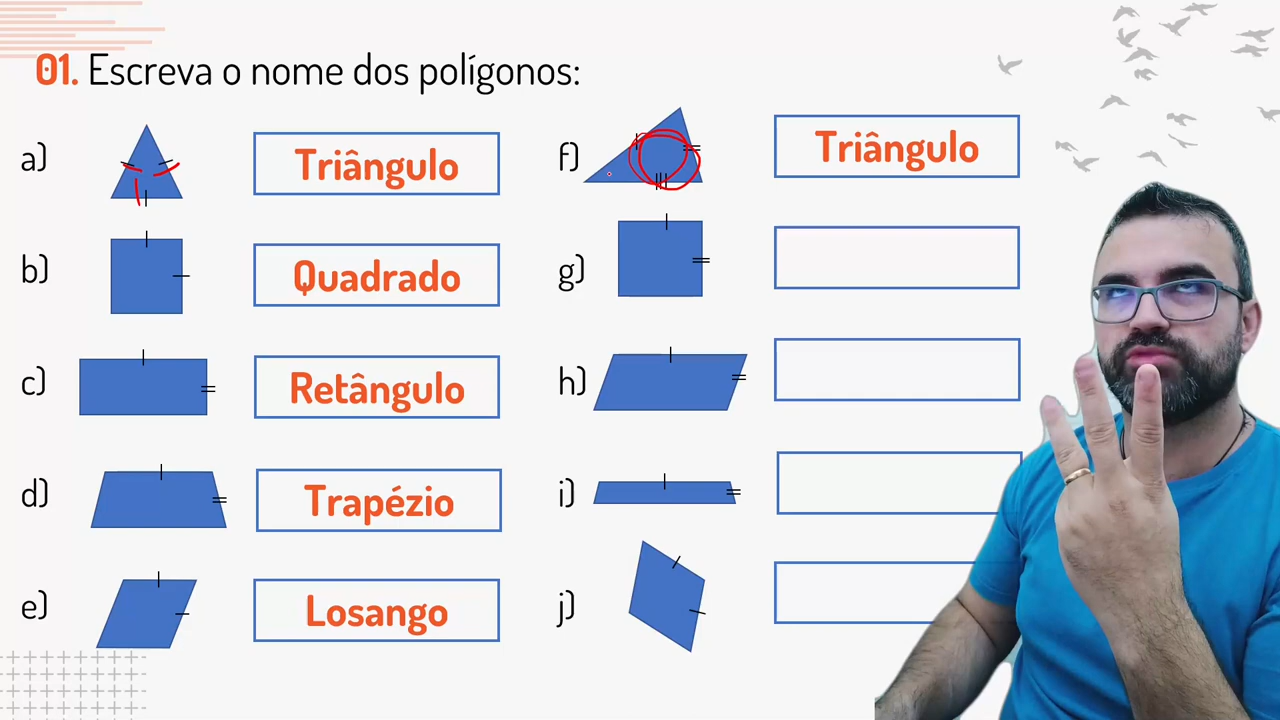 01. Escreva o nome dos polígonos:
a) Triângulo
b) Quadrado
c) Retângulo
d) Trapézio
e) Losango
f) Triângulo
g)
h)
i)
j)